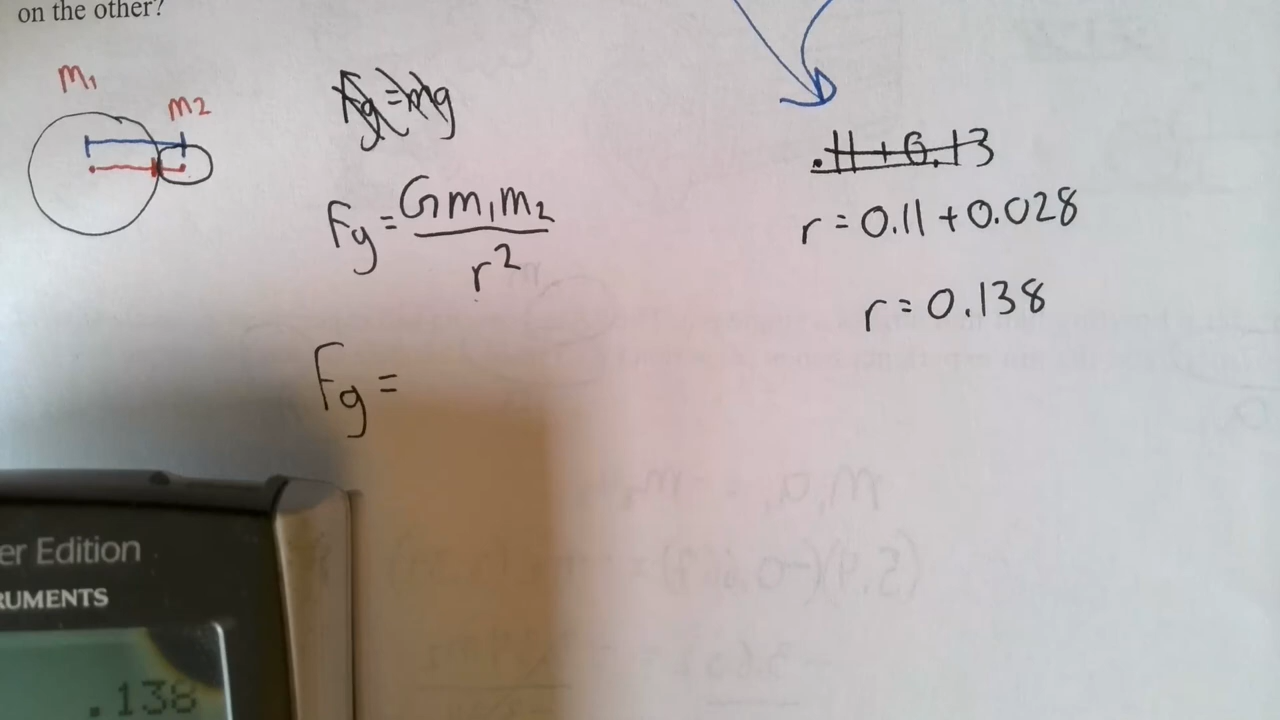 on the other?
m1
m2
Fg=mg
Fg = Gm1m2 / r²
Fg =
.11 + 0.13
r = 0.11 + 0.028
r = 0.138
er Edition
RUMENTS
.138